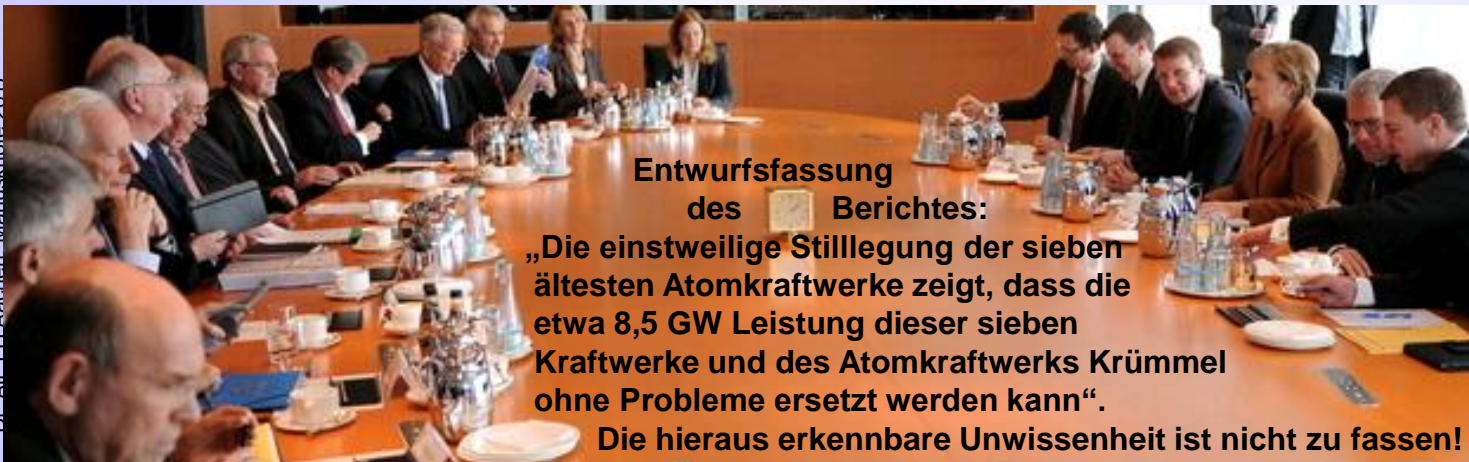 Entwurfsfassung
des Berichtes:
„Die einstweilige Stilllegung der sieben
ältesten Atomkraftwerke zeigt, dass die
etwa 8,5 GW Leistung dieser sieben
Kraftwerke und des Atomkraftwerks Krümmel
ohne Probleme ersetzt werden kann“.
Die hieraus erkennbare Unwissenheit ist nicht zu fassen!